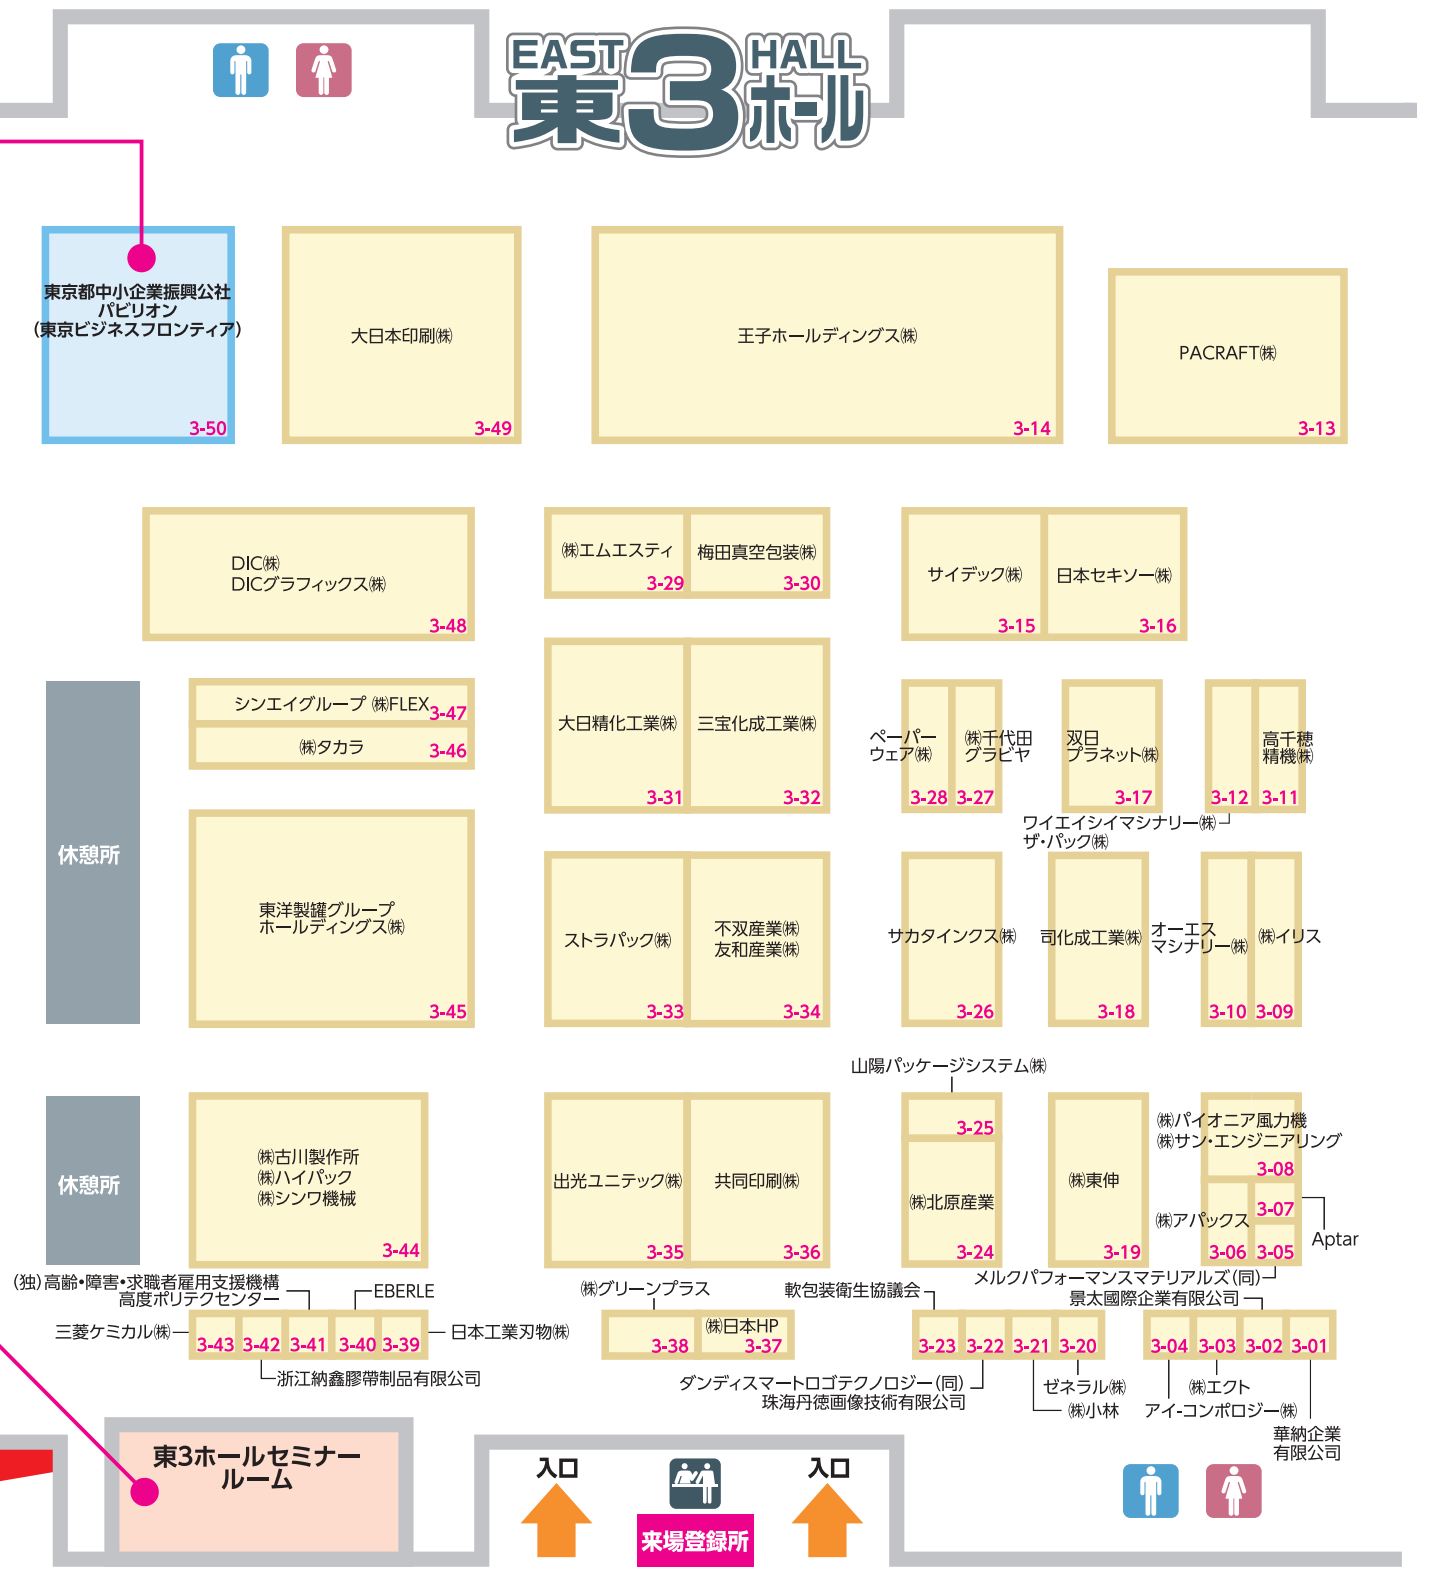 EAST HALL
東3ホール
東京都中小企業振興公社
パビリオン
（東京ビジネスフロンティア）
3-50
大日本印刷㈱
3-49
王子ホールディングス㈱
3-14
PACRAFT㈱
3-13
DIC㈱
DICグラフィックス㈱
3-48
㈱エムエスティ
3-29
梅田真空包装㈱
3-30
サイデック㈱
3-15
日本セキソー㈱
3-16
シンエイグループ ㈱FLEX
3-47
㈱タカラ
3-46
大日精化工業㈱
3-31
三宝化成工業㈱
3-32
ペーパー
ウェア㈱
3-28
㈱千代田
グラビヤ
3-27
双日
プラネット㈱
3-17
3-12
高千穂
精機㈱
3-11
ワイエイシイマシナリー㈱
ザ・パック㈱
休憩所
東洋製罐グループ
ホールディングス㈱
3-45
ストラパック㈱
3-33
不双産業㈱
友和産業㈱
3-34
サカタインクス㈱
3-26
司化成工業㈱
3-18
オーエス
マシナリー㈱
3-10
㈱イリス
3-09
休憩所
㈱古川製作所
㈱ハイパック
㈱シンワ機械
3-44
出光ユニテック㈱
3-35
共同印刷㈱
3-36
山陽パッケージシステム㈱
3-25
㈱北原産業
3-24
㈱東伸
3-19
㈱パイオニア風力機
㈱サン・エンジニアリング
3-08
3-07
Aptar
㈱アパックス
3-06
3-05
メルクパフォーマンスマテリアルズ(同)
景太國際企業有限公司
(独)高齢・障害・求職者雇用支援機構
高度ポリテクセンター
EBERLE
三菱ケミカル㈱
3-43
3-42
3-41
3-40
3-39
日本工業刃物㈱
浙江納鑫膠帶制品有限公司
㈱グリーンプラス
3-38
㈱日本HP
3-37
軟包装衛生協議会
3-23
3-22
3-21
3-20
ダンディスマートロゴテクノロジー(同)
珠海丹徳画像技術有限公司
ゼネラル㈱
㈱小林
3-04
3-03
3-02
3-01
㈱エクト
アイ-コンポロジー㈱
華納企業
有限公司
東3ホールセミナー
ルーム
入口
来場登録所
入口